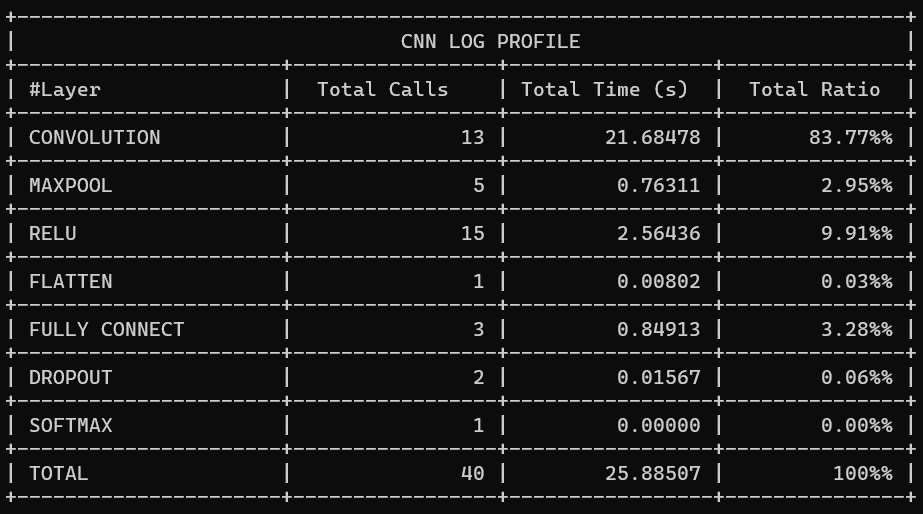 CNN LOG PROFILE
#Layer Total Calls Total Time (s) Total Ratio
CONVOLUTION 13 21.68478 83.77%%
MAXPOOL 5 0.76311 2.95%%
RELU 15 2.56436 9.91%%
FLATTEN 1 0.00802 0.03%%
FULLY CONNECT 3 0.84913 3.28%%
DROPOUT 2 0.01567 0.06%%
SOFTMAX 1 0.00000 0.00%%
TOTAL 40 25.88507 100%%